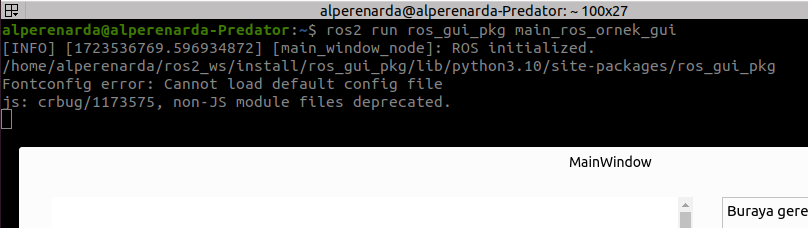 alperenarda@alperenarda-Predator: ~ 100x27
alperenarda@alperenarda-Predator:~$ ros2 run ros_gui_pkg main_ros_ornek_gui
[INFO] [1723536769.596934872] [main_window_node]: ROS initialized.
/home/alperenarda/ros2_ws/install/ros_gui_pkg/lib/python3.10/site-packages/ros_gui_pkg
Fontconfig error: Cannot load default config file
js: crbug/1173575, non-JS module files deprecated.
MainWindow
Buraya gere